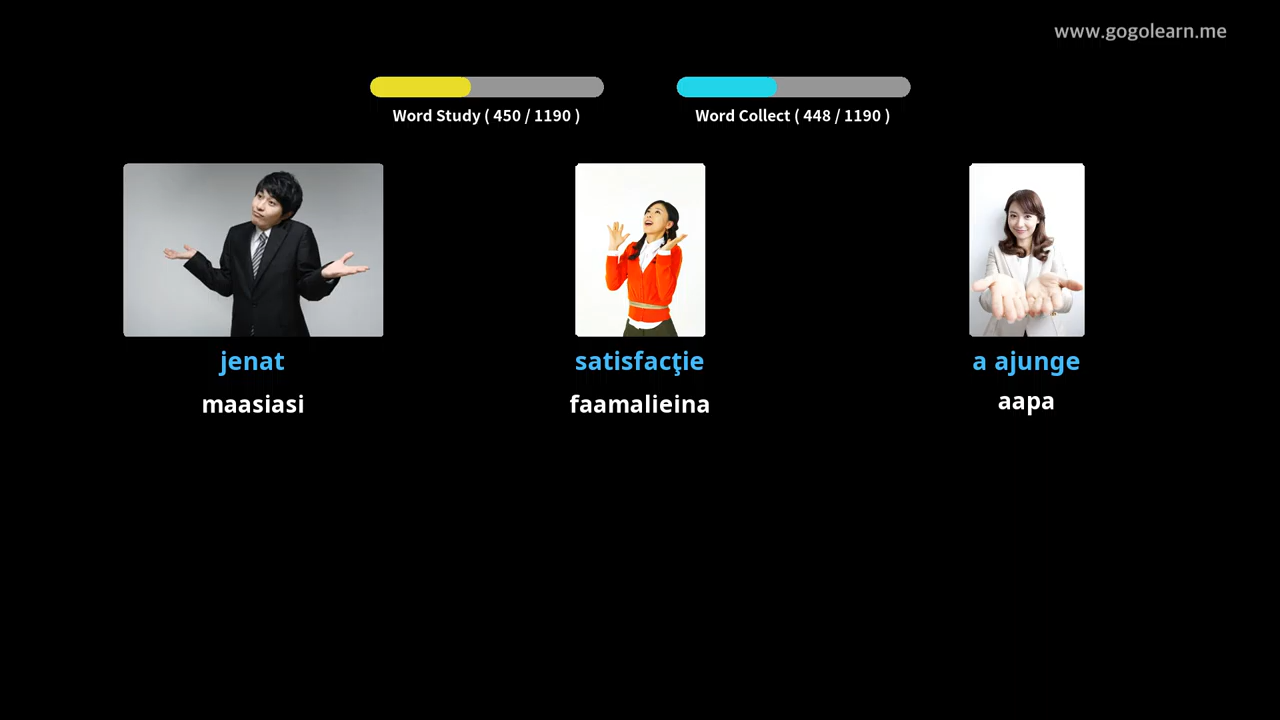 www.gogolearn.me
Word Study ( 450 / 1190 )
Word Collect ( 448 / 1190 )
jenat
satisfacţie
a ajunge
maasiasi
faamalieina
aapa